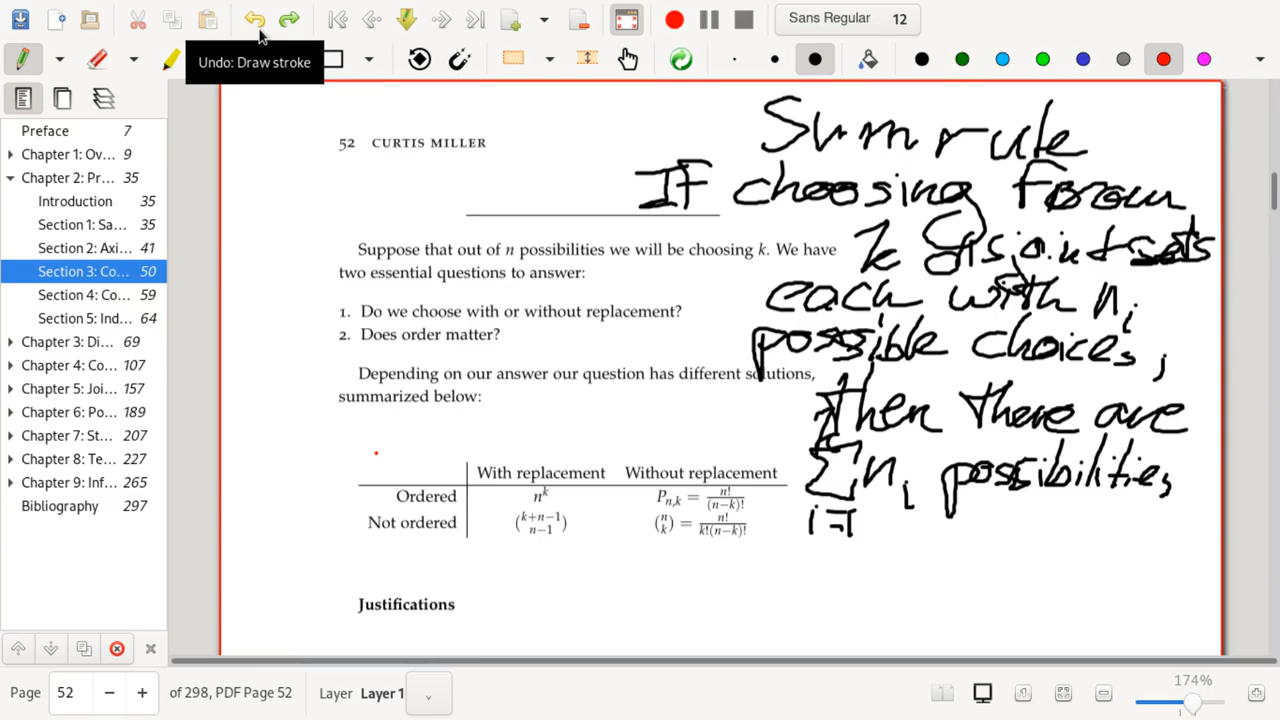 Sans Regular 12
Undo: Draw stroke
Preface 7
Chapter 1: Ov... 9
Chapter 2: Pr... 35
Introduction 35
Section 1: Sa... 35
Section 2: Axi... 41
Section 3: Co... 50
Section 4: Co... 59
Section 5: Ind... 64
Chapter 3: Di... 69
Chapter 4: Co... 107
Chapter 5: Joi... 157
Chapter 6: Po... 189
Chapter 7: St... 207
Chapter 8: Te... 227
Chapter 9: Inf... 265
Bibliography 297
52 CURTIS MILLER
Suppose that out of n possibilities we will be choosing k. We have
two essential questions to answer:
1. Do we choose with or without replacement?
2. Does order matter?
Depending on our answer our question has different solutions,
summarized below:
With replacement Without replacement
Ordered n^k P_{n,k} = n!/(n−k)!
Not ordered (k+n−1 n−1) (n k) = n!/k!(n−k)!
Justifications
Sum rule
If choosing from
k disjoint sets
each with n_i
possible choices,
then there are
∑ n_i possibilities
i=1
Page 52 of 298, PDF Page 52 Layer Layer 1 174%